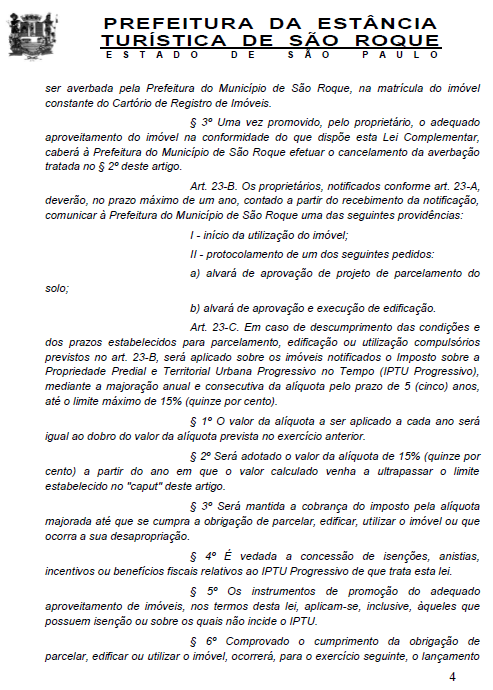 PREFEITURA DA ESTÂNCIA
TURÍSTICA DE SÃO ROQUE
ESTADO DE SÃO PAULO
ser averbada pela Prefeitura do Município de São Roque, na matrícula do imóvel
constante do Cartório de Registro de Imóveis.
§ 3º Uma vez promovido, pelo proprietário, o adequado
aproveitamento do imóvel na conformidade do que dispõe esta Lei Complementar,
caberá à Prefeitura do Município de São Roque efetuar o cancelamento da averbação
tratada no § 2º deste artigo.
Art. 23-B. Os proprietários, notificados conforme art. 23-A,
deverão, no prazo máximo de um ano, contado a partir do recebimento da notificação,
comunicar à Prefeitura do Município de São Roque uma das seguintes providências:
I - início da utilização do imóvel;
II - protocolamento de um dos seguintes pedidos:
a) alvará de aprovação de projeto de parcelamento do
solo;
b) alvará de aprovação e execução de edificação.
Art. 23-C. Em caso de descumprimento das condições e
dos prazos estabelecidos para parcelamento, edificação ou utilização compulsórios
previstos no art. 23-B, será aplicado sobre os imóveis notificados o Imposto sobre a
Propriedade Predial e Territorial Urbana Progressivo no Tempo (IPTU Progressivo),
mediante a majoração anual e consecutiva da alíquota pelo prazo de 5 (cinco) anos,
até o limite máximo de 15% (quinze por cento).
§ 1º O valor da alíquota a ser aplicado a cada ano será
igual ao dobro do valor da alíquota prevista no exercício anterior.
§ 2º Será adotado o valor da alíquota de 15% (quinze por
cento) a partir do ano em que o valor calculado venha a ultrapassar o limite
estabelecido no "caput" deste artigo.
§ 3º Será mantida a cobrança do imposto pela alíquota
majorada até que se cumpra a obrigação de parcelar, edificar, utilizar o imóvel ou que
ocorra a sua desapropriação.
§ 4º É vedada a concessão de isenções, anistias,
incentivos ou benefícios fiscais relativos ao IPTU Progressivo de que trata esta lei.
§ 5º Os instrumentos de promoção do adequado
aproveitamento de imóveis, nos termos desta lei, aplicam-se, inclusive, àqueles que
possuem isenção ou sobre os quais não incide o IPTU.
§ 6º Comprovado o cumprimento da obrigação de
parcelar, edificar ou utilizar o imóvel, ocorrerá, para o exercício seguinte, o lançamento
4